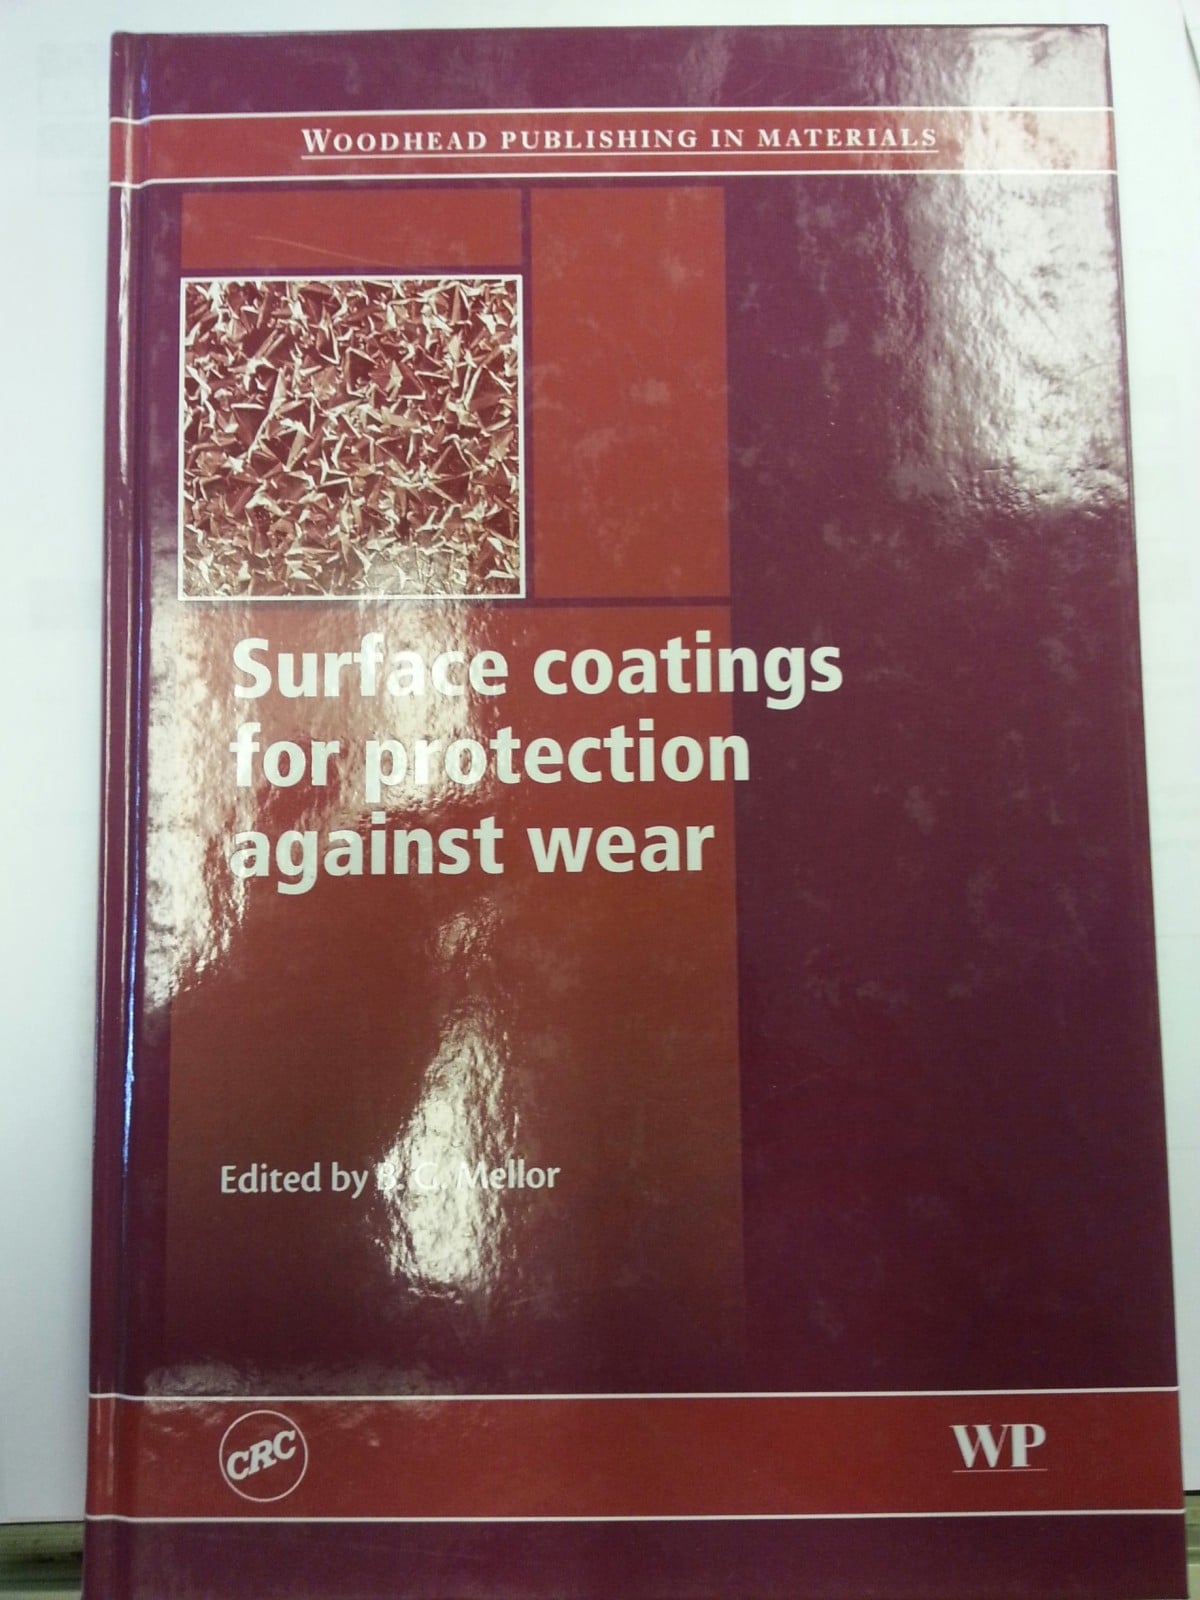 WOODHEAD PUBLISHING IN MATERIALS
Surface coatings
for protection
against wear
Edited by B. G. Mellor
CRC
WP